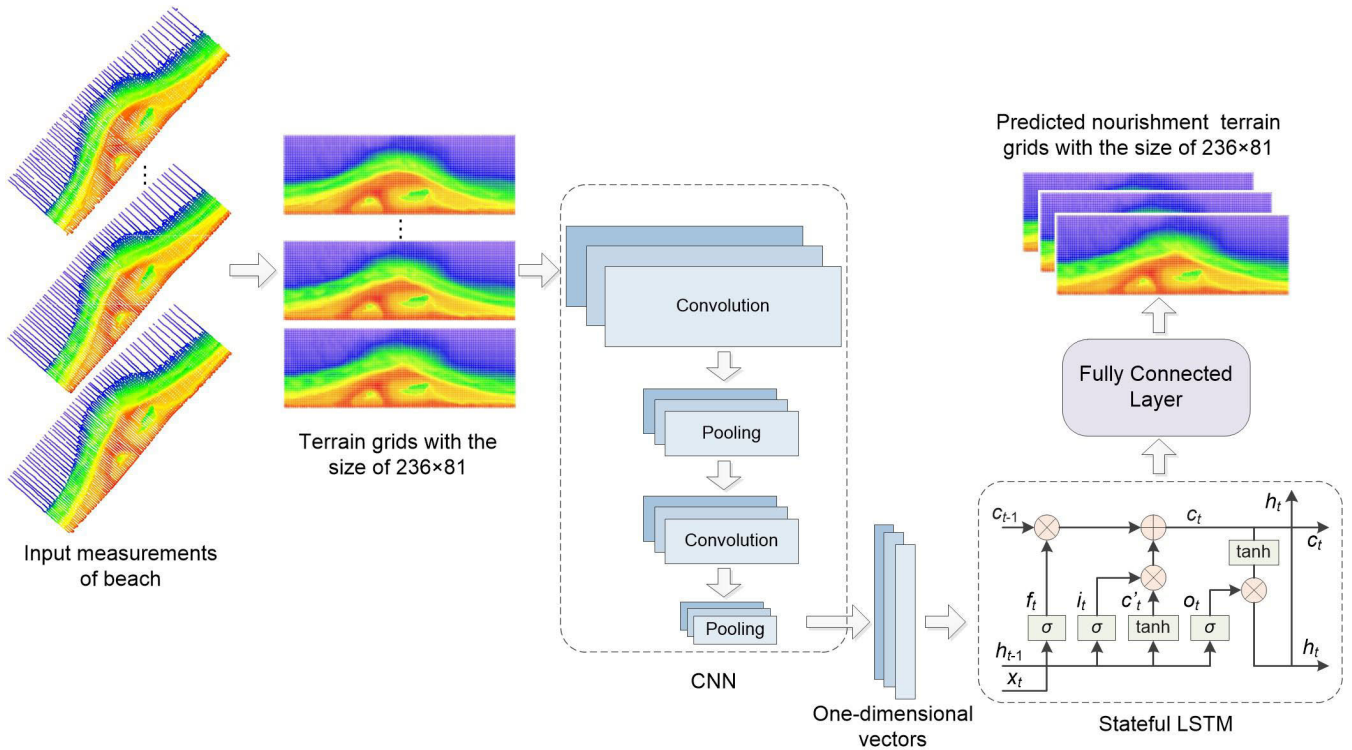 Input measurements
of beach
Terrain grids with the
size of 236×81
Convolution
Pooling
Convolution
Pooling
CNN
One-dimensional
vectors
Predicted nourishment terrain
grids with the size of 236×81
Fully Connected
Layer
c_{t-1}
c_t
h_t
c_t
tanh
f_t
i_t
c'_t
o_t
σ
σ
tanh
σ
h_{t-1}
h_t
x_t
Stateful LSTM